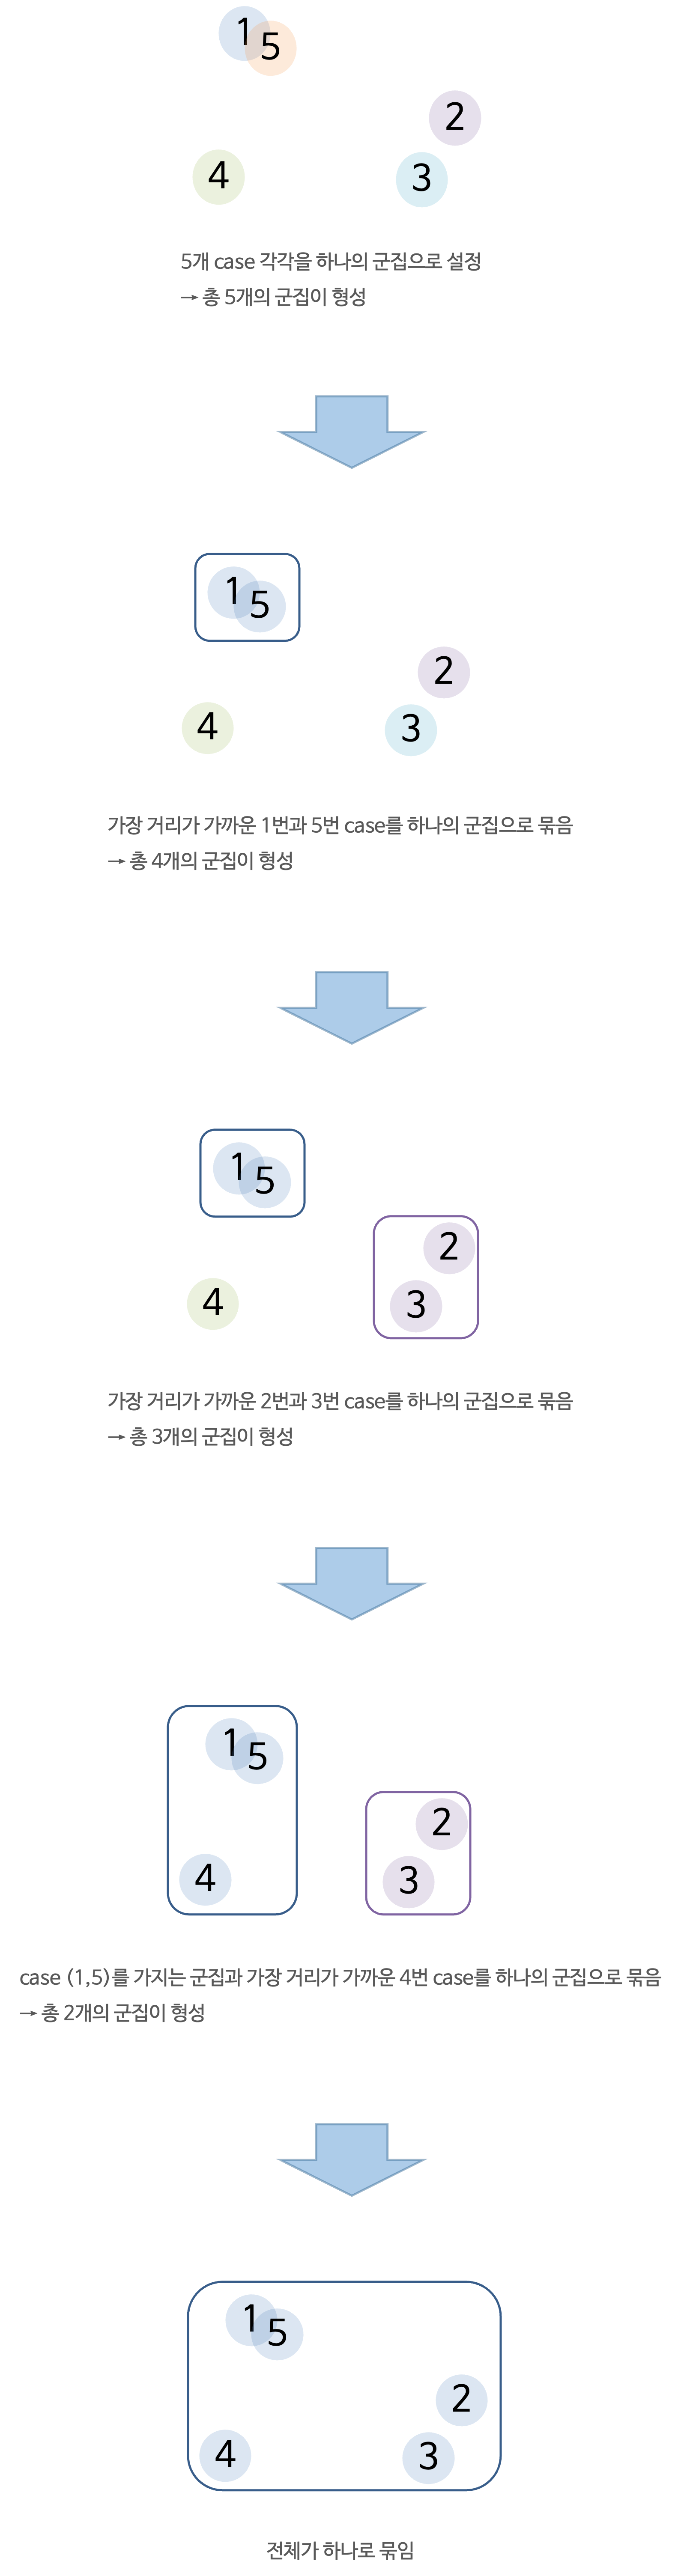 1
5
2
4
3
5개 case 각각을 하나의 군집으로 설정
→ 총 5개의 군집이 형성
1
5
2
4
3
가장 거리가 가까운 1번과 5번 case를 하나의 군집으로 묶음
→ 총 4개의 군집이 형성
1
5
2
4
3
가장 거리가 가까운 2번과 3번 case를 하나의 군집으로 묶음
→ 총 3개의 군집이 형성
1
5
2
4
3
case (1,5)를 가지는 군집과 가장 거리가 가까운 4번 case를 하나의 군집으로 묶음
→ 총 2개의 군집이 형성
1
5
2
4
3
전체가 하나로 묶임